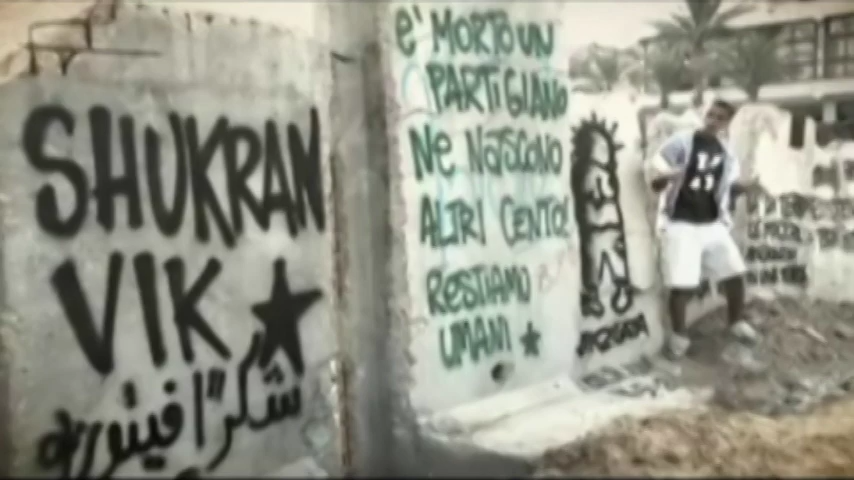 SHUKRAN
VIK ★
شكراً فيتوريو
è' MORTO UN
PARTIGIANO
Ne NASCONO
ALTRI CENTO!
RESTIAMO
UMANI ★